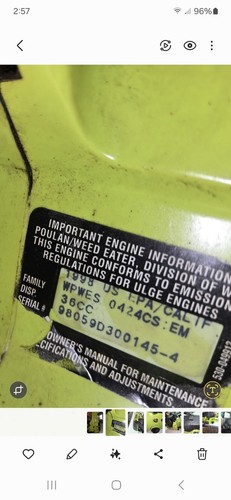 2:57
96%
IMPORTANT ENGINE INFORMATION
POULAN/WEED EATER, DIVISION OF W
THIS ENGINE CONFORMS TO EMISSION
REGULATIONS FOR ULGE ENGINES
1998 US EPA/CALIF
FAMILY WPWES 0424CS:EM
DISP. 36CC
SERIAL # 98059D300145-4
OWNER'S MANUAL FOR MAINTENANCE
CIFICATIONS AND ADJUSTMENTS.